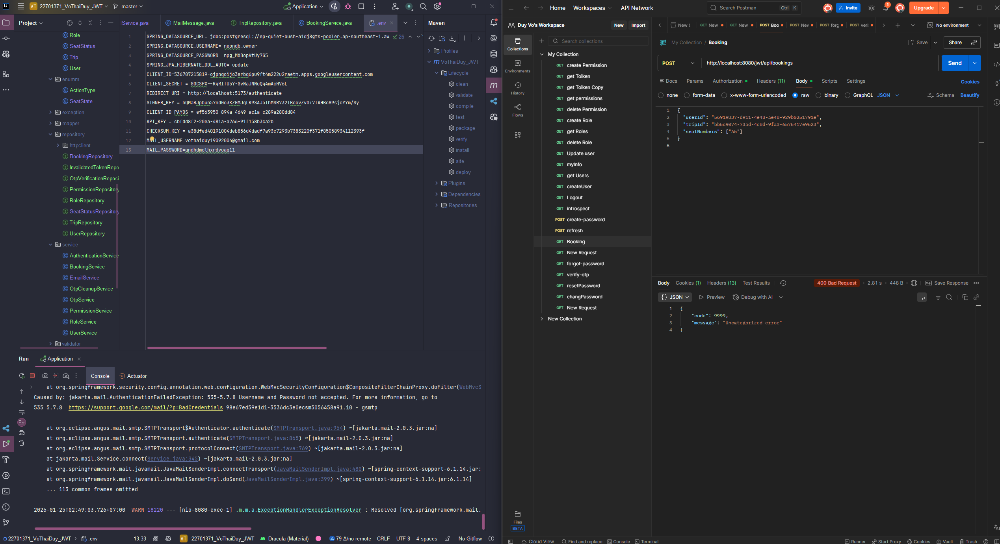 VT 22701371_VoThaiDuy_JWT
master
Application
Project
Role
SeatStatus
Trip
User
enumm
ActionType
SeatState
exception
mapper
repository
httpclient
BookingRepository
InvalidatedTokenRepo
OtpVerificationReposi
PermissionRepository
RoleRepository
SeatStatusRepository
TripRepository
UserRepository
service
AuthenticationService
BookingService
EmailService
OtpCleanupService
OtpService
PermissionService
RoleService
UserService
validator
Service.java MailMessage.java TripRepository.java BookingService.java .env
26
1 SPRING_DATASOURCE_URL= jdbc:postgresql://ep-quiet-bush-a1dj8gts-pooler.ap-southeast-1.aw
2 SPRING_DATASOURCE_USERNAME= neondb_owner
3 SPRING_DATASOURCE_PASSWORD= npg_MXDopVtUy7G5
4 SPRING_JPA_HIBERNATE_DDL_AUTO= update
5 CLIENT_ID=536707215819-ojpnqoijo3srbq6pu9ft4m222u2raetm.apps.googleusercontent.com
6 CLIENT_SECRET = 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
7 REDIRECT_URI = http://localhost:5173/authenticate
8 SIGNER_KEY = hQMaRJpbun57ndGo3KZGMJqLK9SAJ5IhMSR732IBcovZv0+7TAHBc89sjcYYm/Sy
9 CLIENT_ID_PAYOS = ef563950-894a-4649-ac1a-c289a280dd84
10 API_KEY = cbfdd8f2-20ea-481a-a766-91f158b3ca2b
11 CHECKSUM_KEY = a38dfed40191004deb856d4dadf7a93c7293b7383220f371f85058934112393f
12 MAIL_USERNAME=vothaiduy19092004@gmail.com
13 MAIL_PASSWORD=qndhdmolhxrdvuaq11
Maven
Profiles
VoThaiDuy_JWT
Lifecycle
clean
validate
compile
test
package
verify
install
site
deploy
Plugins
Dependencies
Repositories
Run Application
Console Actuator
at org.springframework.security.config.annotation.web.configuration.WebMvcSecurityConfiguration$CompositeFilterChainProxy.doFilter(WebMvcS
Caused by: jakarta.mail.AuthenticationFailedException: 535-5.7.8 Username and Password not accepted. For more information, go to
535 5.7.8  https://support.google.com/mail/?p=BadCredentials 98e67ed59e1d1-3536dc3e0ecsm5056458a91.10 - gsmtp
at org.eclipse.angus.mail.smtp.SMTPTransport$Authenticator.authenticate(SMTPTransport.java:954) ~[jakarta.mail-2.0.3.jar:na]
at org.eclipse.angus.mail.smtp.SMTPTransport.authenticate(SMTPTransport.java:865) ~[jakarta.mail-2.0.3.jar:na]
at org.eclipse.angus.mail.smtp.SMTPTransport.protocolConnect(SMTPTransport.java:769) ~[jakarta.mail-2.0.3.jar:na]
at jakarta.mail.Service.connect(Service.java:345) ~[jakarta.mail-2.0.3.jar:na]
at org.springframework.mail.javamail.JavaMailSenderImpl.connectTransport(JavaMailSenderImpl.java:480) ~[spring-context-support-6.1.14.jar:
at org.springframework.mail.javamail.JavaMailSenderImpl.doSend(JavaMailSenderImpl.java:399) ~[spring-context-support-6.1.14.jar:6.1.14]
... 113 common frames omitted
2026-01-25T02:49:03.726+07:00  WARN 18220 --- [nio-8080-exec-1] .m.m.a.ExceptionHandlerExceptionResolver : Resolved [org.springframework.mail.
22701371_VoThaiDuy_JWT > .env 13:33 VT 22701371_VoThaiDuy_JWT Dracula (Material) 79 Δ/no remote CRLF UTF-8 4 spaces No Gitflow
Home Workspaces API Network
Search Postman Ctrl K
Invite 1 Upgrade
Duy Vo's Workspace New Import
Collections
Environments
History
Flows
Files
BETA
Search collections
My Collection
GET create Permission
GET get Toiken
GET get Toiken Copy
GET get permissions
GET delete Permission
GET create Role
GET get Roles
GET delete Role
GET Update user
GET myInfo
GET get Users
GET createUser
GET Logout
GET introspect
POST create-password
POST refresh
GET Booking
GET New Request
GET forgot-password
GET verify-otp
GET resetPassword
GET changPassword
GET New Request
New Collection
New C GET New GET New POST Boo POST Nev POST forg POST veri No environment
HTTP My Collection / Booking Save Share
POST http://localhost:8080/jwt/api/bookings Send
Docs Params Authorization Headers (11) Body Scripts Settings Cookies
none form-data x-www-form-urlencoded raw binary GraphQL JSON Schema Beautify
1 {
2 "userId": "56919837-d911-4e48-ae48-929b0251791e",
3 "tripId": "bb5c9074-73ad-4c8d-9fa3-6575417e9623",
4 "seatNumbers": ["A5"]
5 }
6
Body Cookies (1) Headers (13) Test Results 400 Bad Request 2.81 s 448 B e.g. Save Response
{} JSON Preview Debug with AI
1 {
2 "code": 9999,
3 "message": "Uncategorized error"
4 }
Cloud View Find and replace Console Terminal Runner Start Proxy Cookies Vault Trash